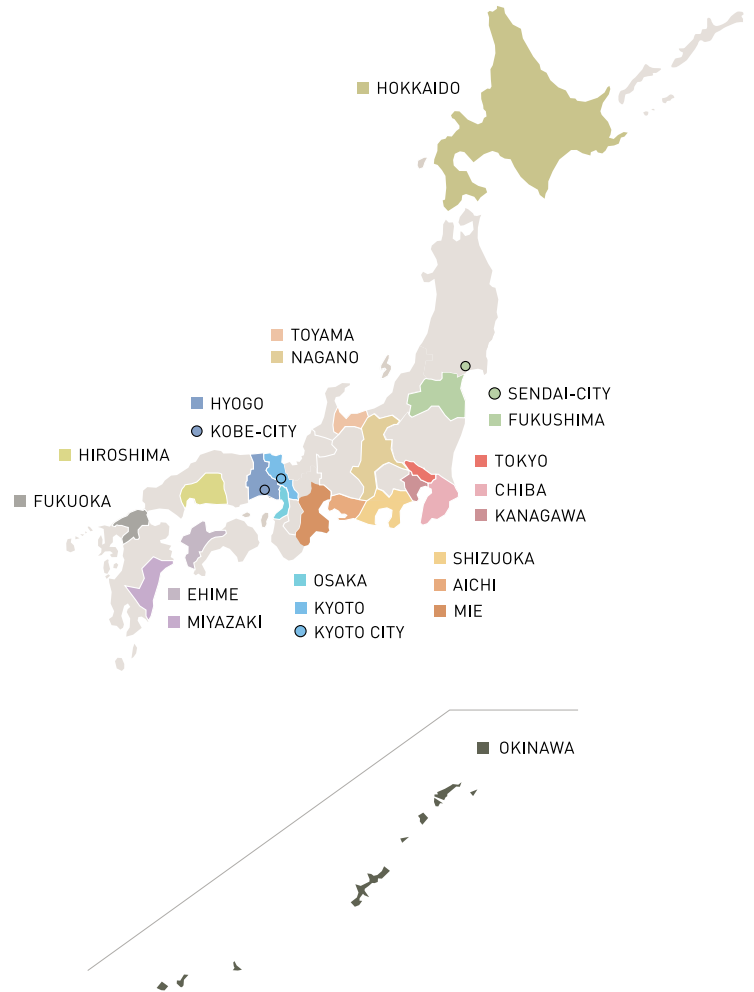 HOKKAIDO
TOYAMA
NAGANO
HYOGO
KOBE-CITY
HIROSHIMA
FUKUOKA
SENDAI-CITY
FUKUSHIMA
TOKYO
CHIBA
KANAGAWA
SHIZUOKA
AICHI
MIE
OSAKA
KYOTO
KYOTO CITY
EHIME
MIYAZAKI
OKINAWA